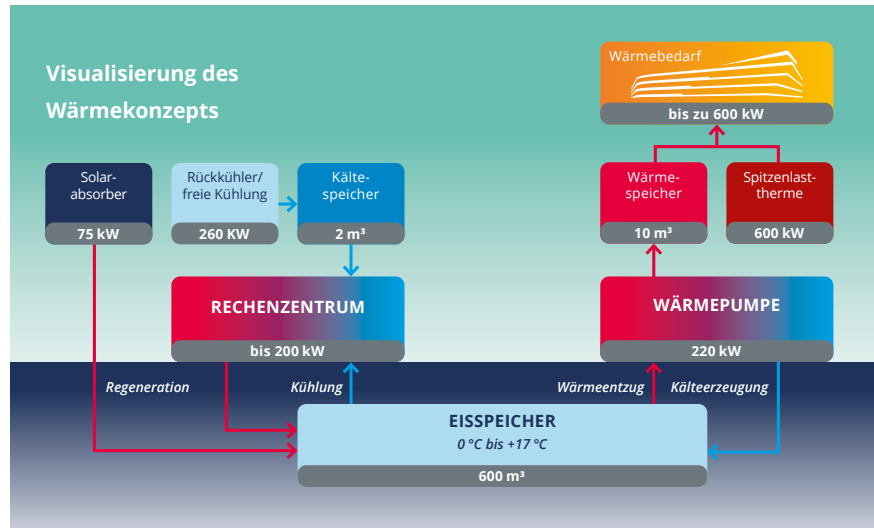 Visualisierung des
Wärmekonzepts
Wärmebedarf
bis zu 600 kW
Solar-
absorber
75 kW
Rückkühler/
freie Kühlung
260 KW
Kälte-
speicher
2 m³
Wärme-
speicher
10 m³
Spitzenlast-
therme
600 kW
RECHENZENTRUM
bis 200 kW
WÄRMEPUMPE
220 kW
Regeneration
Kühlung
Wärmeentzug
Kälteerzeugung
EISSPEICHER
0 °C bis +17 °C
600 m³